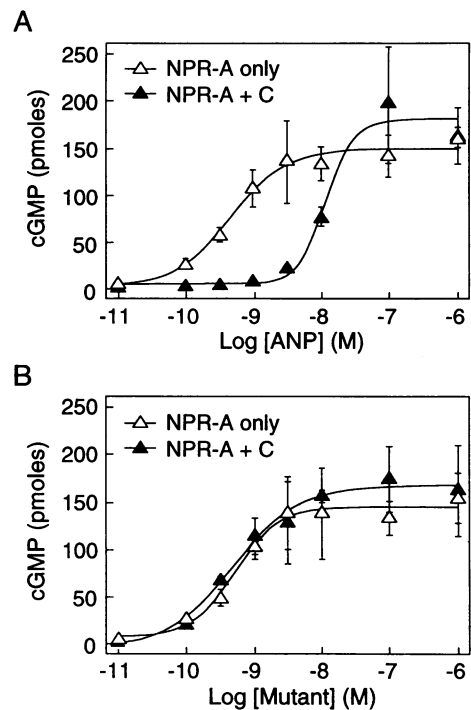 A
250
200
150
100
50
0
cGMP (pmoles)
NPR-A only
NPR-A + C
-11 -10 -9 -8 -7 -6
Log [ANP] (M)
B
250
200
150
100
50
0
cGMP (pmoles)
NPR-A only
NPR-A + C
-11 -10 -9 -8 -7 -6
Log [Mutant] (M)